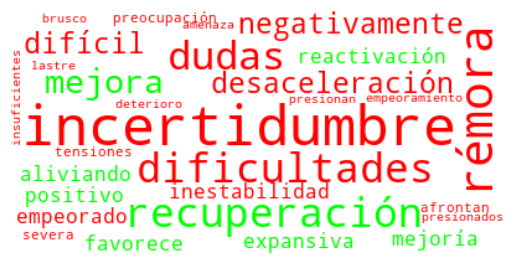 brusco preocupación amenaza negativamente
difícil dudas reactivación
lastre mejora desaceleración
insuficientes deterioro presionan empeoramiento
incertidumbre rémora
tensiones dificultades
aliviando inestabilidad
positivo recuperación afrontan
empeorado presionados
severa favorece expansiva mejoría